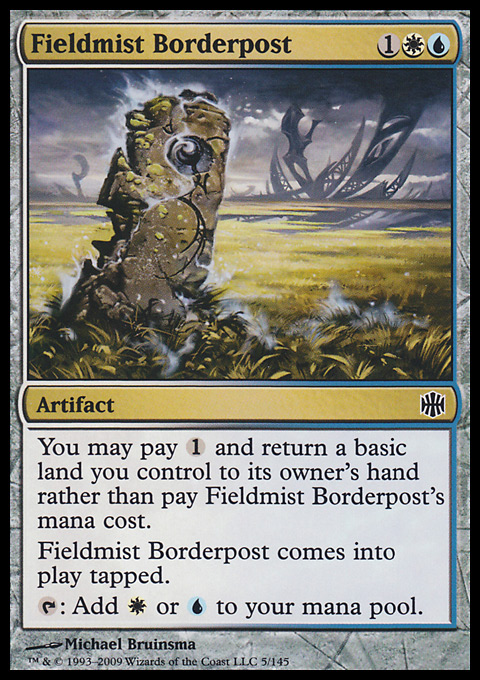 Fieldmist Borderpost 1
Artifact
You may pay 1 and return a basic
land you control to its owner's hand
rather than pay Fieldmist Borderpost's
mana cost.
Fieldmist Borderpost comes into
play tapped.
: Add or to your mana pool.
Michael Bruinsma
™ & © 1993–2009 Wizards of the Coast LLC 5/145